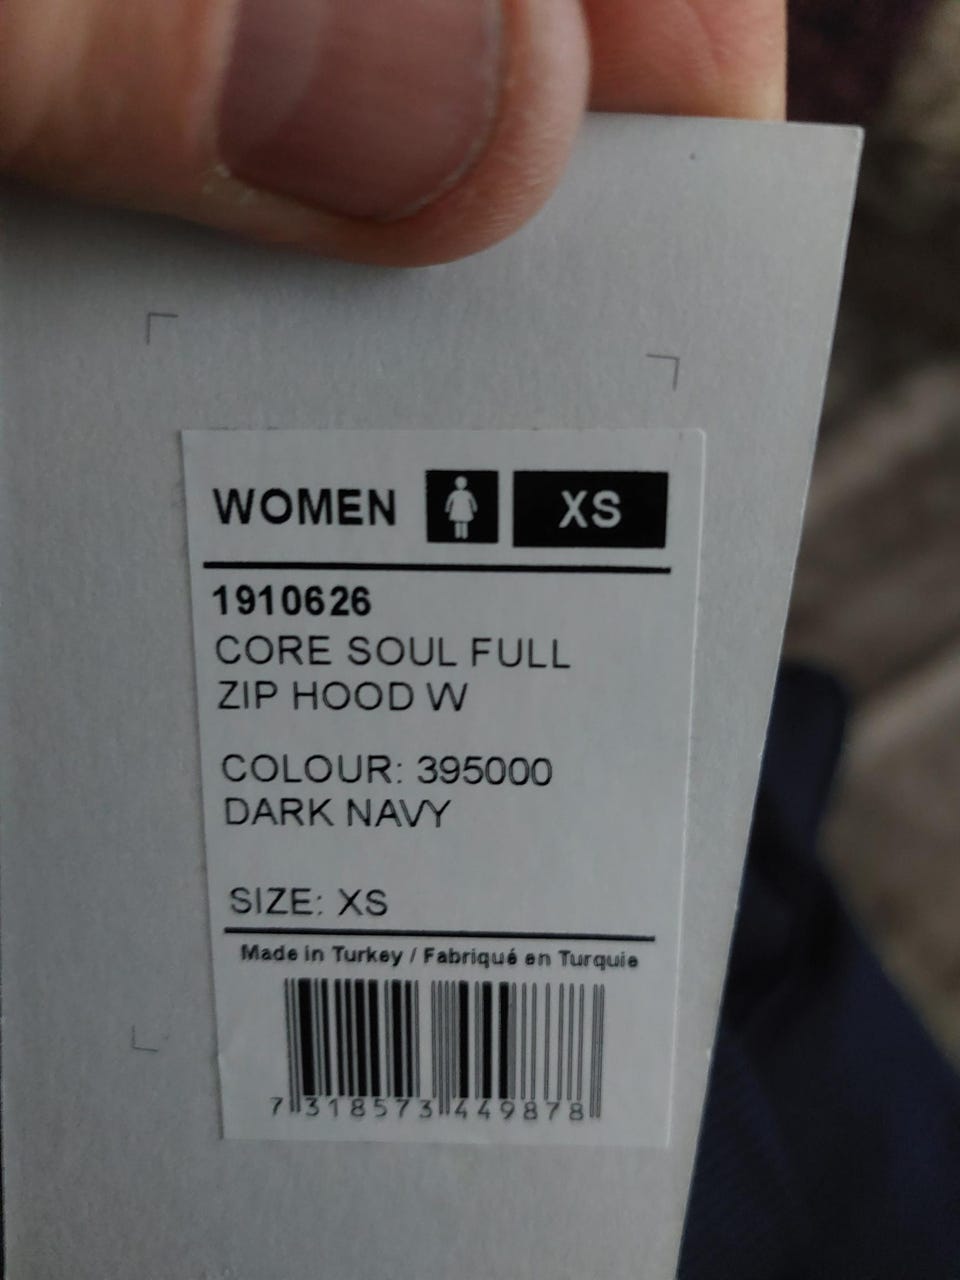 WOMEN XS
1910626
CORE SOUL FULL
ZIP HOOD W
COLOUR: 395000
DARK NAVY
SIZE: XS
Made in Turkey / Fabriqué en Turquie
7 318573 449878